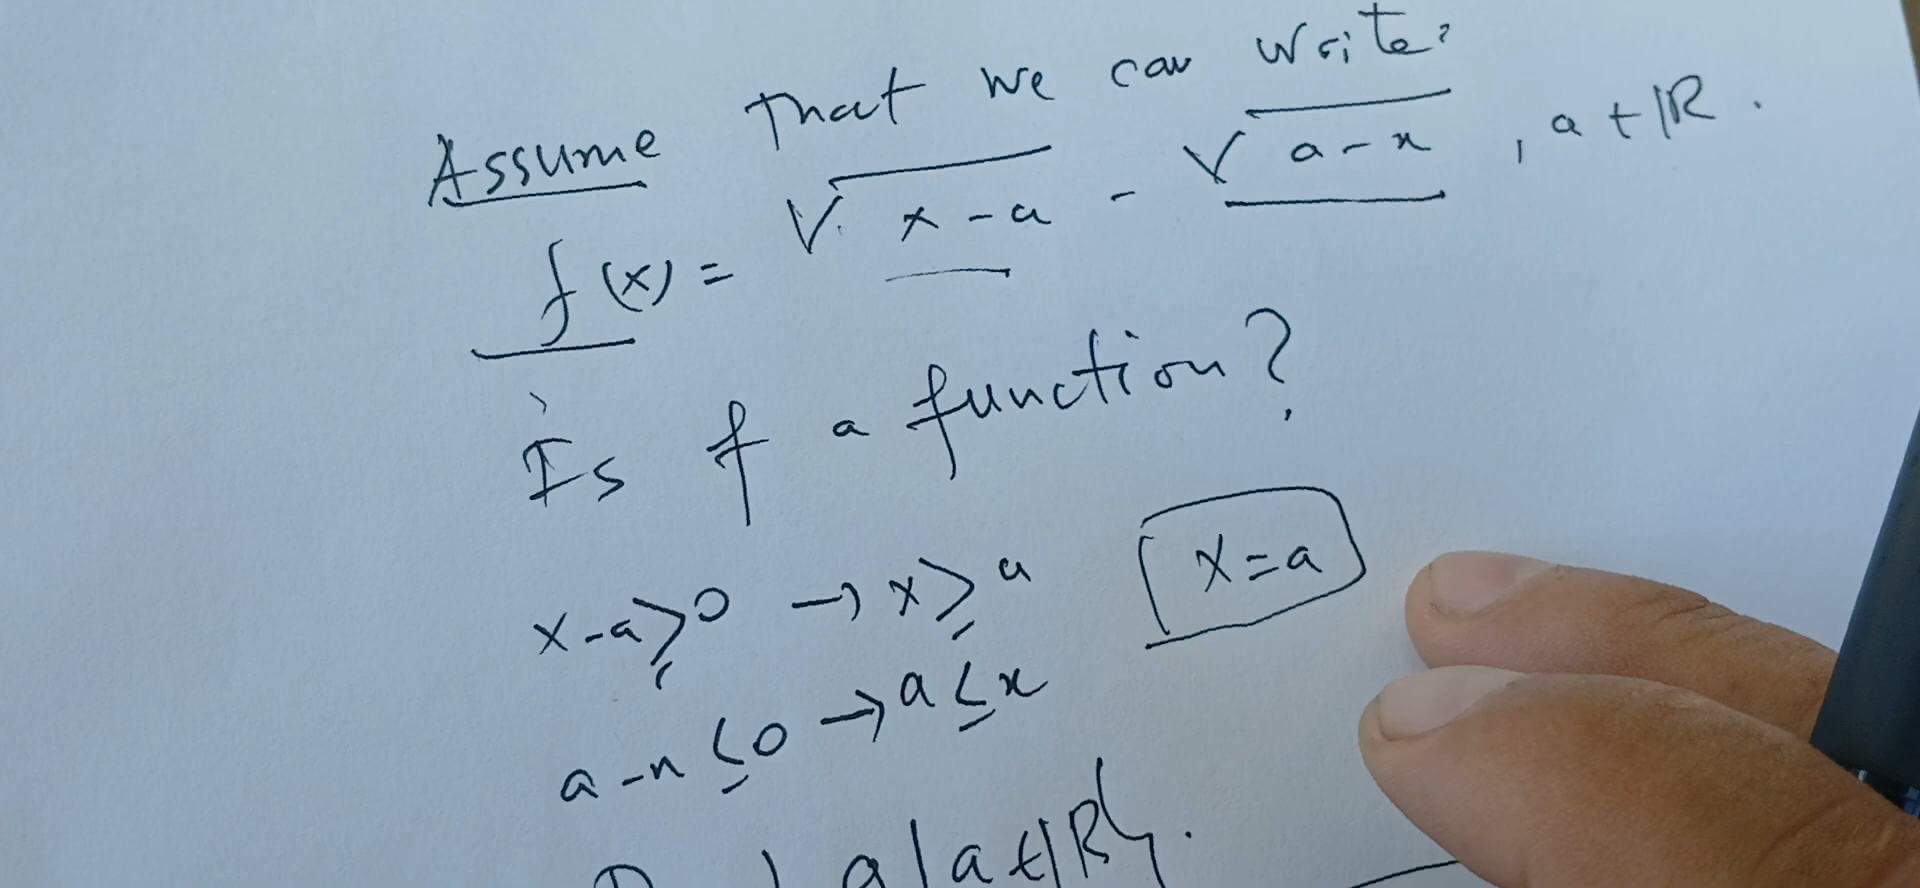 Assume that we can write:
f(x) = √x-a - √a-x , a ∈ ℝ.
Is f a function?
x-a ≥ 0 → x ≥ a
x = a
a-x ≤ 0 → a ≤ x
a | a ∈ ℝ}.